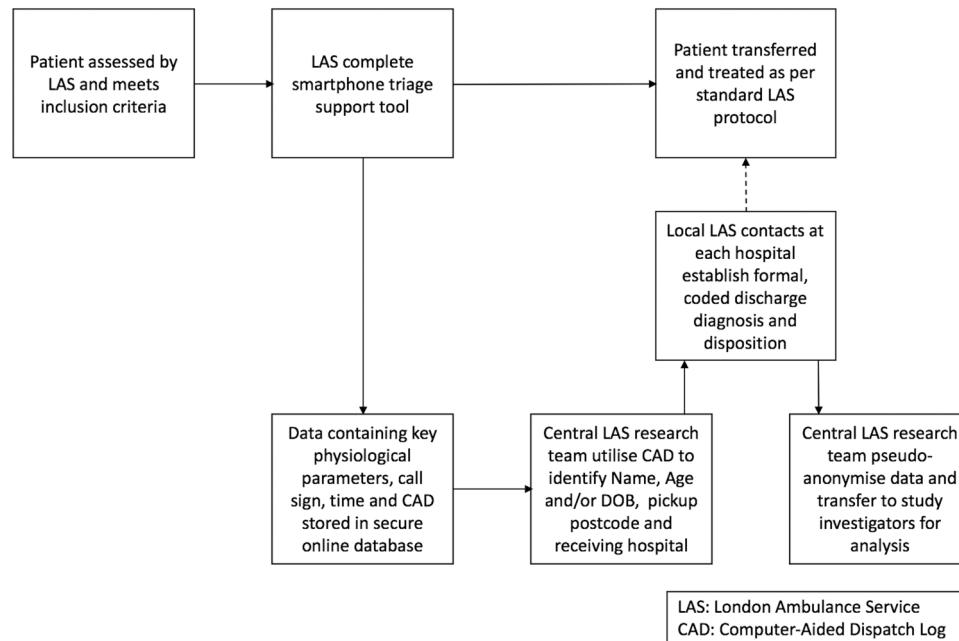 Patient assessed by
LAS and meets
inclusion criteria
LAS complete
smartphone triage
support tool
Patient transferred
and treated as per
standard LAS
protocol
Local LAS contacts at
each hospital
establish formal,
coded discharge
diagnosis and
disposition
Data containing key
physiological
parameters, call
sign, time and CAD
stored in secure
online database
Central LAS research
team utilise CAD to
identify Name, Age
and/or DOB, pickup
postcode and
receiving hospital
Central LAS research
team pseudo-
anonymise data and
transfer to study
investigators for
analysis
LAS: London Ambulance Service
CAD: Computer-Aided Dispatch Log